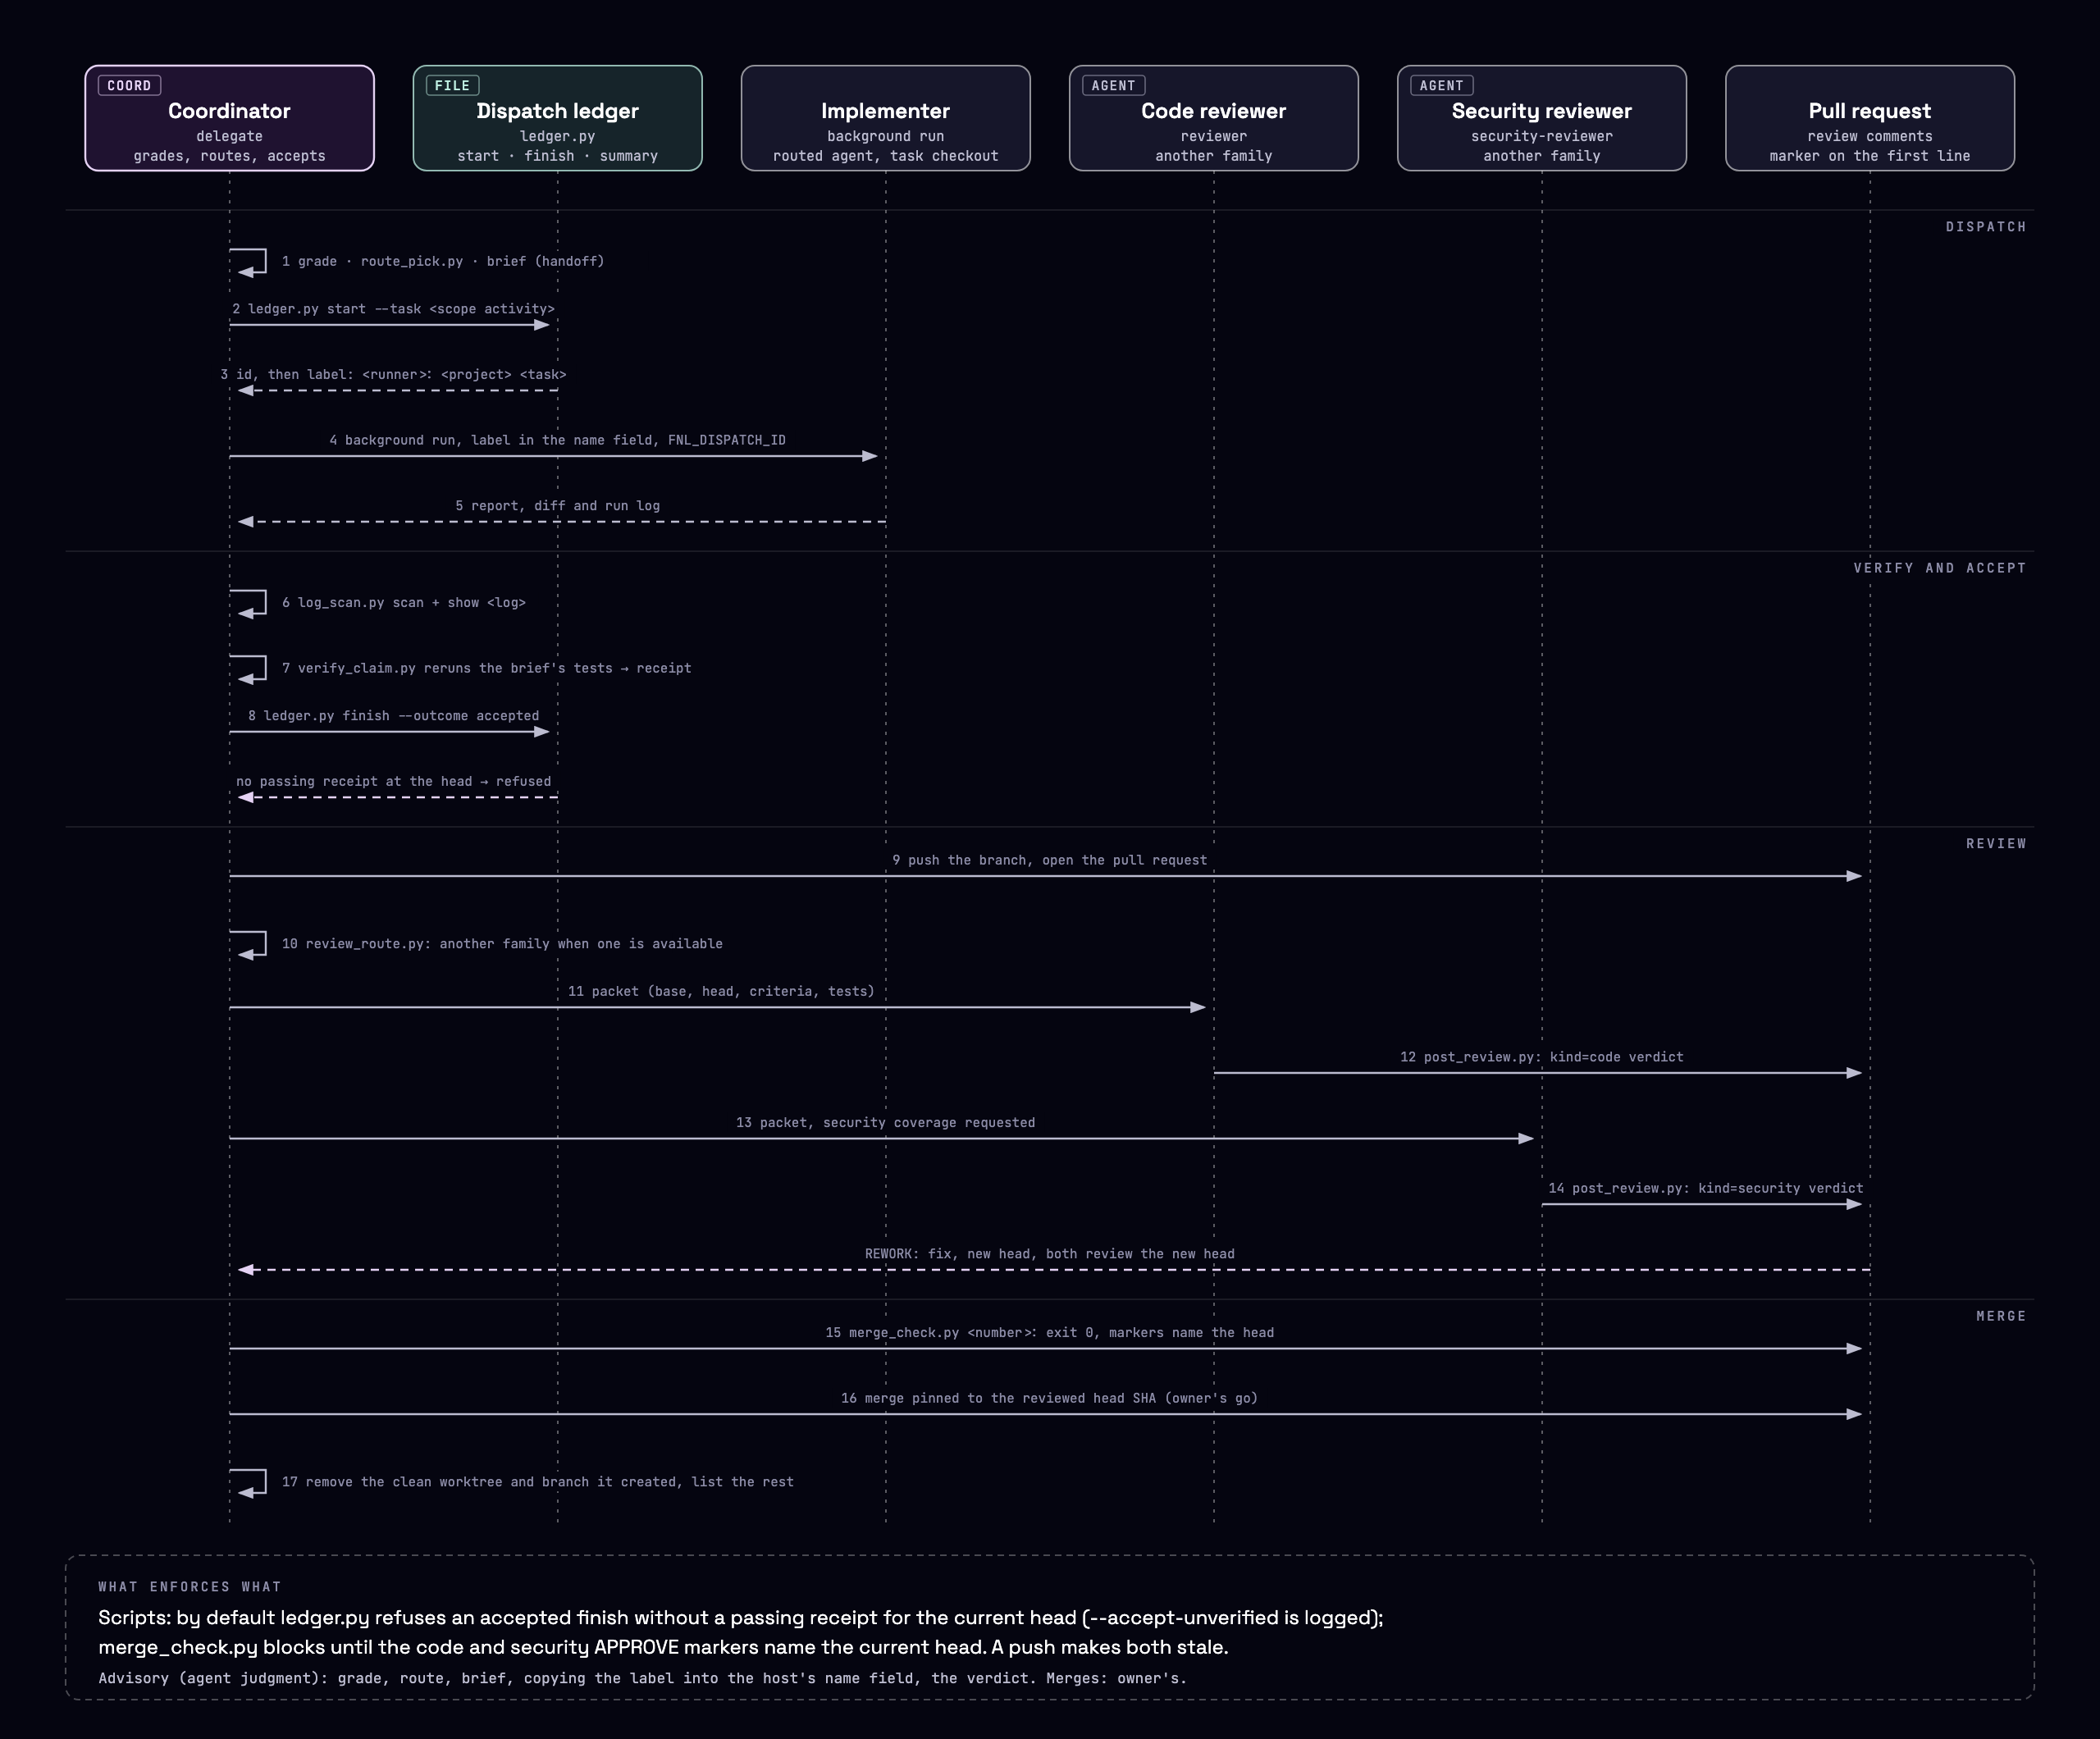 COORD
Coordinator
delegate
grades, routes, accepts
FILE
Dispatch ledger
ledger.py
start · finish · summary
Implementer
background run
routed agent, task checkout
AGENT
Code reviewer
reviewer
another family
AGENT
Security reviewer
security-reviewer
another family
Pull request
review comments
marker on the first line
DISPATCH
1 grade · route_pick.py · brief (handoff)
2 ledger.py start --task <scope activity>
3 id, then label: <runner>: <project> <task>
4 background run, label in the name field, FNL_DISPATCH_ID
5 report, diff and run log
VERIFY AND ACCEPT
6 log_scan.py scan + show <log>
7 verify_claim.py reruns the brief's tests → receipt
8 ledger.py finish --outcome accepted
no passing receipt at the head → refused
REVIEW
9 push the branch, open the pull request
10 review_route.py: another family when one is available
11 packet (base, head, criteria, tests)
12 post_review.py: kind=code verdict
13 packet, security coverage requested
14 post_review.py: kind=security verdict
REWORK: fix, new head, both review the new head
MERGE
15 merge_check.py <number>: exit 0, markers name the head
16 merge pinned to the reviewed head SHA (owner's go)
17 remove the clean worktree and branch it created, list the rest
WHAT ENFORCES WHAT
Scripts: by default ledger.py refuses an accepted finish without a passing receipt for the current head (--accept-unverified is logged);
merge_check.py blocks until the code and security APPROVE markers name the current head. A push makes both stale.
Advisory (agent judgment): grade, route, brief, copying the label into the host's name field, the verdict. Merges: owner's.